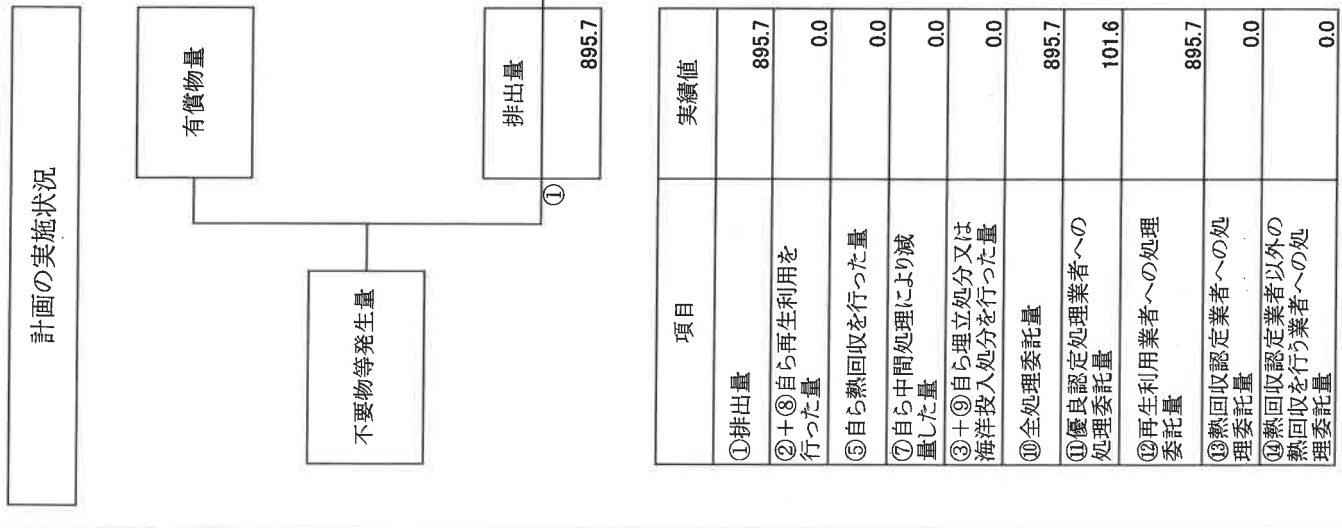 計画の実施状況
有償物量
不要物等発生量
排出量
①
895.7
項目
実績値
①排出量
895.7
②+⑧自ら再生利用を
行った量
0.0
⑤自ら熱回収を行った量
0.0
⑦自ら中間処理により減
量した量
0.0
③+⑨自ら埋立処分又は
海洋投入処分を行った量
0.0
⑩全処理委託量
895.7
⑪優良認定処理業者への
処理委託量
101.6
⑫再生利用業者への処理
委託量
895.7
⑬熱回収認定業者への処
理委託量
0.0
⑭熱回収認定業者以外の
熱回収を行う業者への処
理委託量
0.0